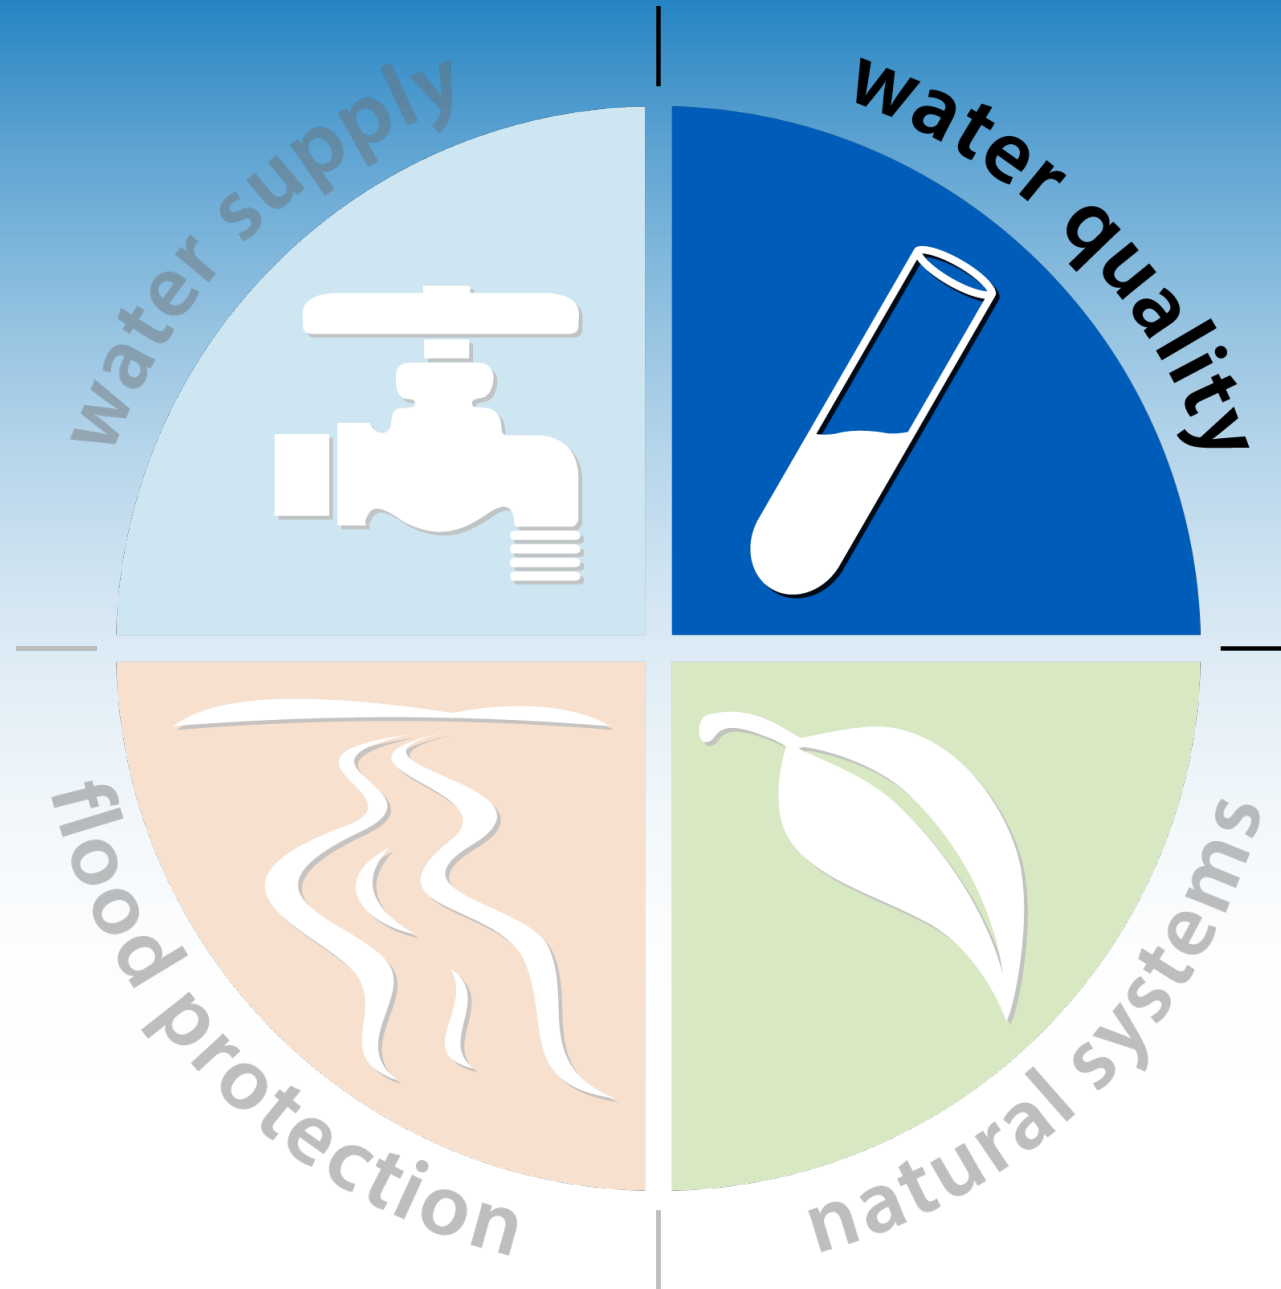 water supply
water quality
flood protection
natural systems